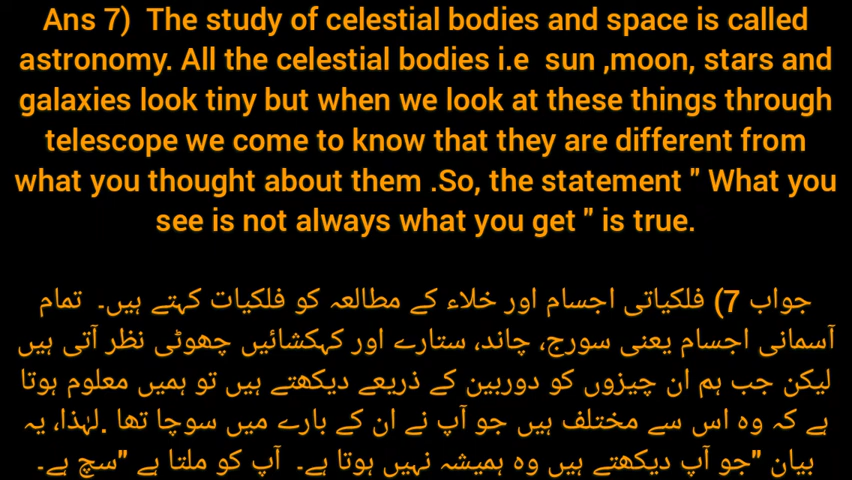 Ans 7)  The study of celestial bodies and space is called
astronomy. All the celestial bodies i.e  sun ,moon, stars and
galaxies look tiny but when we look at these things through
telescope we come to know that they are different from
what you thought about them .So, the statement " What you
see is not always what you get " is true.
جواب 7) فلکیاتی اجسام اور خلاء کے مطالعہ کو فلکیات کہتے ہیں۔  تمام
آسمانی اجسام یعنی سورج، چاند، ستارے اور کہکشائیں چھوٹی نظر آتی ہیں
لیکن جب ہم ان چیزوں کو دوربین کے ذریعے دیکھتے ہیں تو ہمیں معلوم ہوتا
ہے کہ وہ اس سے مختلف ہیں جو آپ نے ان کے بارے میں سوچا تھا .لہٰذا، یہ
بیان "جو آپ دیکھتے ہیں وہ ہمیشہ نہیں ہوتا ہے۔  آپ کو ملتا ہے "سچ ہے۔